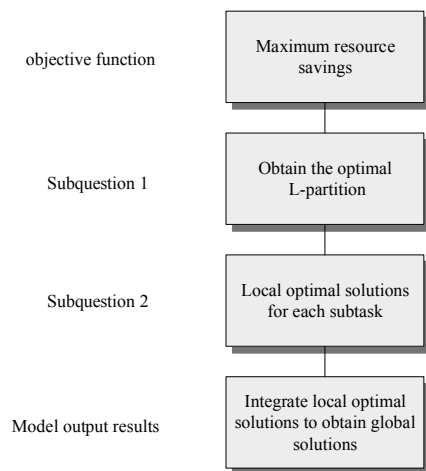 objective function
Maximum resource
savings
Subquestion 1
Obtain the optimal
L-partition
Subquestion 2
Local optimal solutions
for each subtask
Model output results
Integrate local optimal
solutions to obtain global
solutions